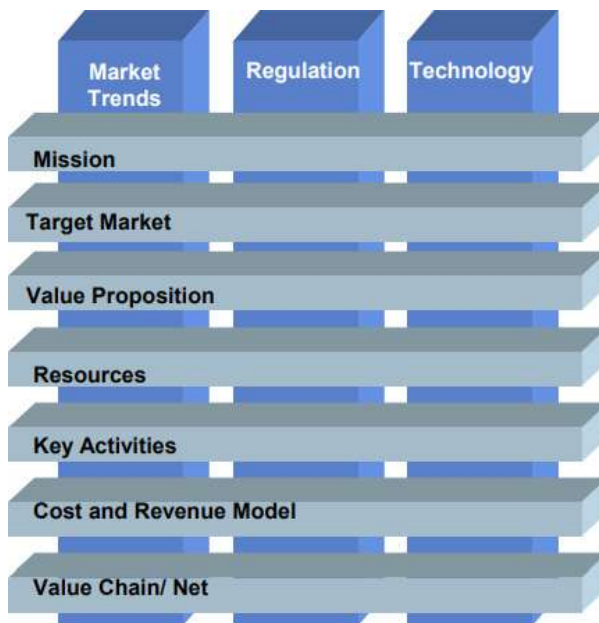 Market
Trends
Regulation
Technology
Mission
Target Market
Value Proposition
Resources
Key Activities
Cost and Revenue Model
Value Chain/ Net